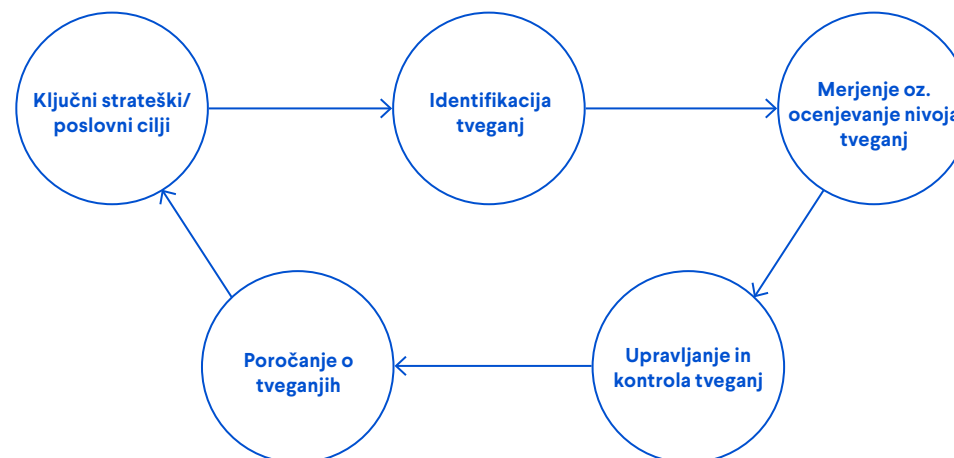 Ključni strateški/
poslovni cilji
Identifikacija
tveganj
Merjenje oz.
ocenjevanje nivoja
tveganj
Poročanje o
tveganjih
Upravljanje in
kontrola tveganj